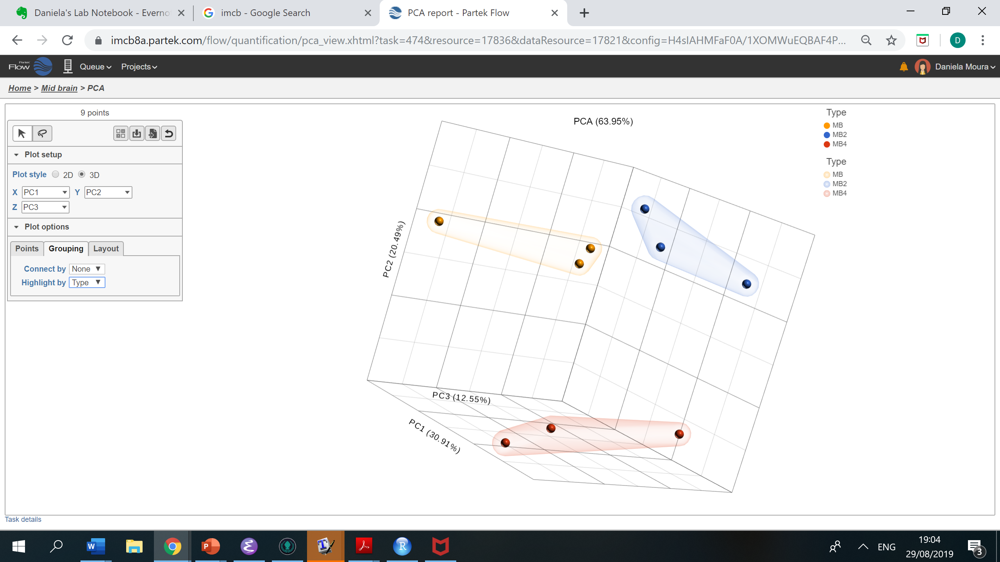 Daniela's Lab Notebook - Everno
imcb - Google Search
PCA report - Partek Flow
imcb8a.partek.com/flow/quantification/pca_view.xhtml?task=474&resource=17836&dataResource=17821&config=H4sIAHMFaF0A/1XOMWuEQBAF4P...
D
Partek
Flow
Queue
Projects
Daniela Moura
Home > Mid brain > PCA
9 points
Plot setup
Plot style 2D 3D
X PC1 Y PC2
Z PC3
Plot options
Points Grouping Layout
Connect by None
Highlight by Type
PCA (63.95%)
PC2 (20.49%)
PC3 (12.55%)
PC1 (30.91%)
Type
MB
MB2
MB4
Type
MB
MB2
MB4
Task details
W
P
T
R
ENG
19:04
29/08/2019
3